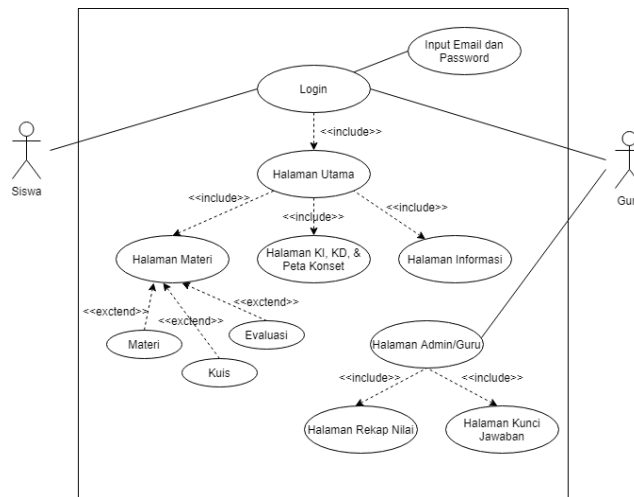 Input Email dan
Password
Login
<<include>>
Siswa
Guru
Halaman Utama
<<include>>
<<include>>
<<include>>
Halaman Materi
Halaman KI, KD, &
Peta Konset
Halaman Informasi
<<exctend>>
<<exctend>>
<<exctend>>
Materi
Kuis
Evaluasi
Halaman Admin/Guru
<<include>>
<<include>>
Halaman Rekap Nilai
Halaman Kunci
Jawaban